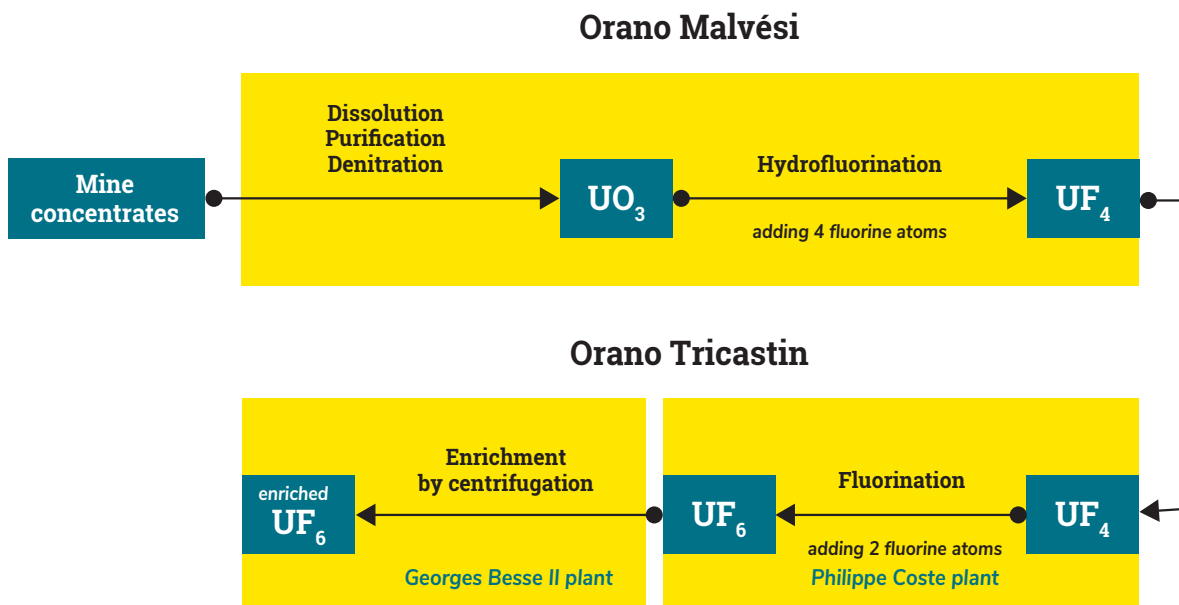 Orano Malvési
Dissolution
Purification
Denitration
Mine
concentrates
UO₃
Hydrofluorination
adding 4 fluorine atoms
UF₄
Orano Tricastin
enriched
UF₆
Enrichment
by centrifugation
Georges Besse II plant
UF₆
Fluorination
adding 2 fluorine atoms
Philippe Coste plant
UF₄